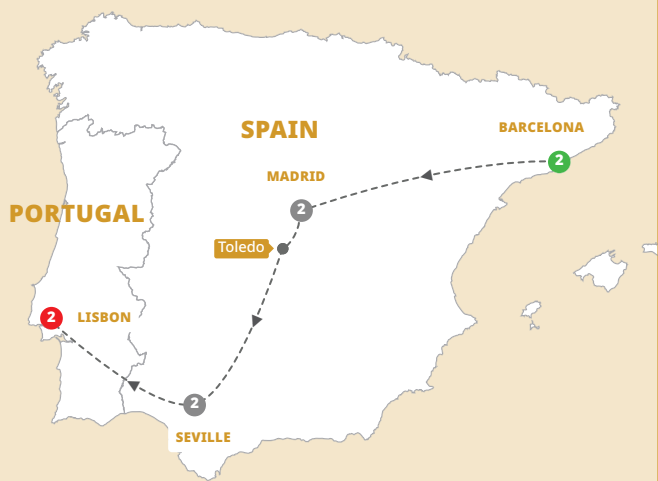 SPAIN
BARCELONA
2
MADRID
2
PORTUGAL
Toledo
2
LISBON
2
SEVILLE